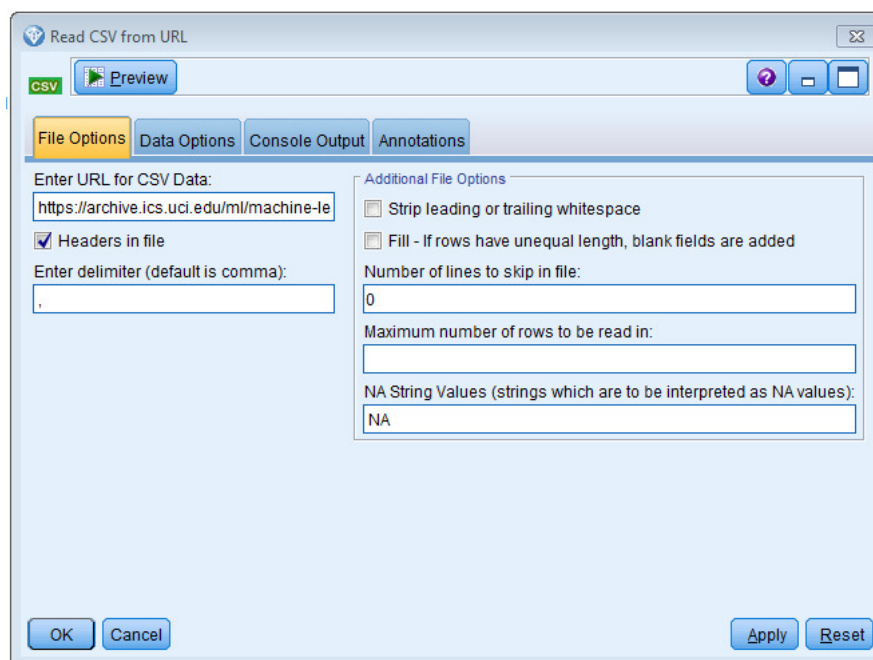 Read CSV from URL
CSV
Preview
?
File Options Data Options Console Output Annotations
Enter URL for CSV Data:
https://archive.ics.uci.edu/ml/machine-le
Headers in file
Enter delimiter (default is comma):
,
Additional File Options
Strip leading or trailing whitespace
Fill - If rows have unequal length, blank fields are added
Number of lines to skip in file:
0
Maximum number of rows to be read in:
NA String Values (strings which are to be interpreted as NA values):
NA
OK Cancel Apply Reset